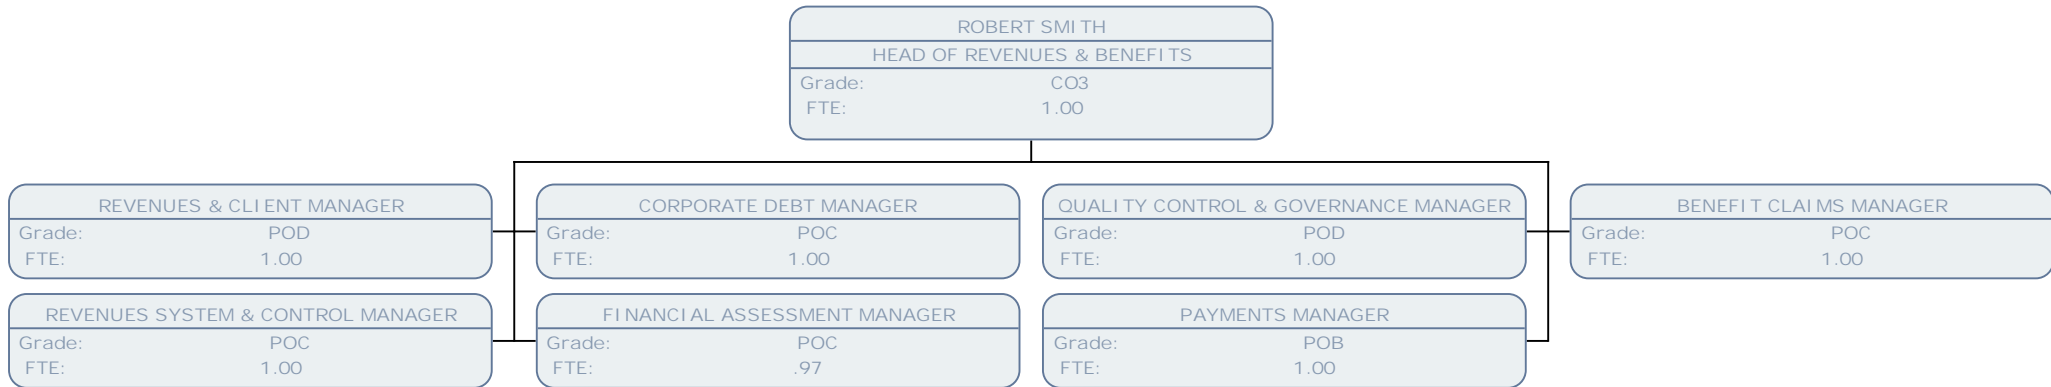 ROBERT SMITH
HEAD OF REVENUES & BENEFITS
Grade: CO3
FTE: 1.00
REVENUES & CLIENT MANAGER
Grade: POD
FTE: 1.00
CORPORATE DEBT MANAGER
Grade: POC
FTE: 1.00
QUALITY CONTROL & GOVERNANCE MANAGER
Grade: POD
FTE: 1.00
BENEFIT CLAIMS MANAGER
Grade: POC
FTE: 1.00
REVENUES SYSTEM & CONTROL MANAGER
Grade: POC
FTE: 1.00
FINANCIAL ASSESSMENT MANAGER
Grade: POC
FTE: .97
PAYMENTS MANAGER
Grade: POB
FTE: 1.00